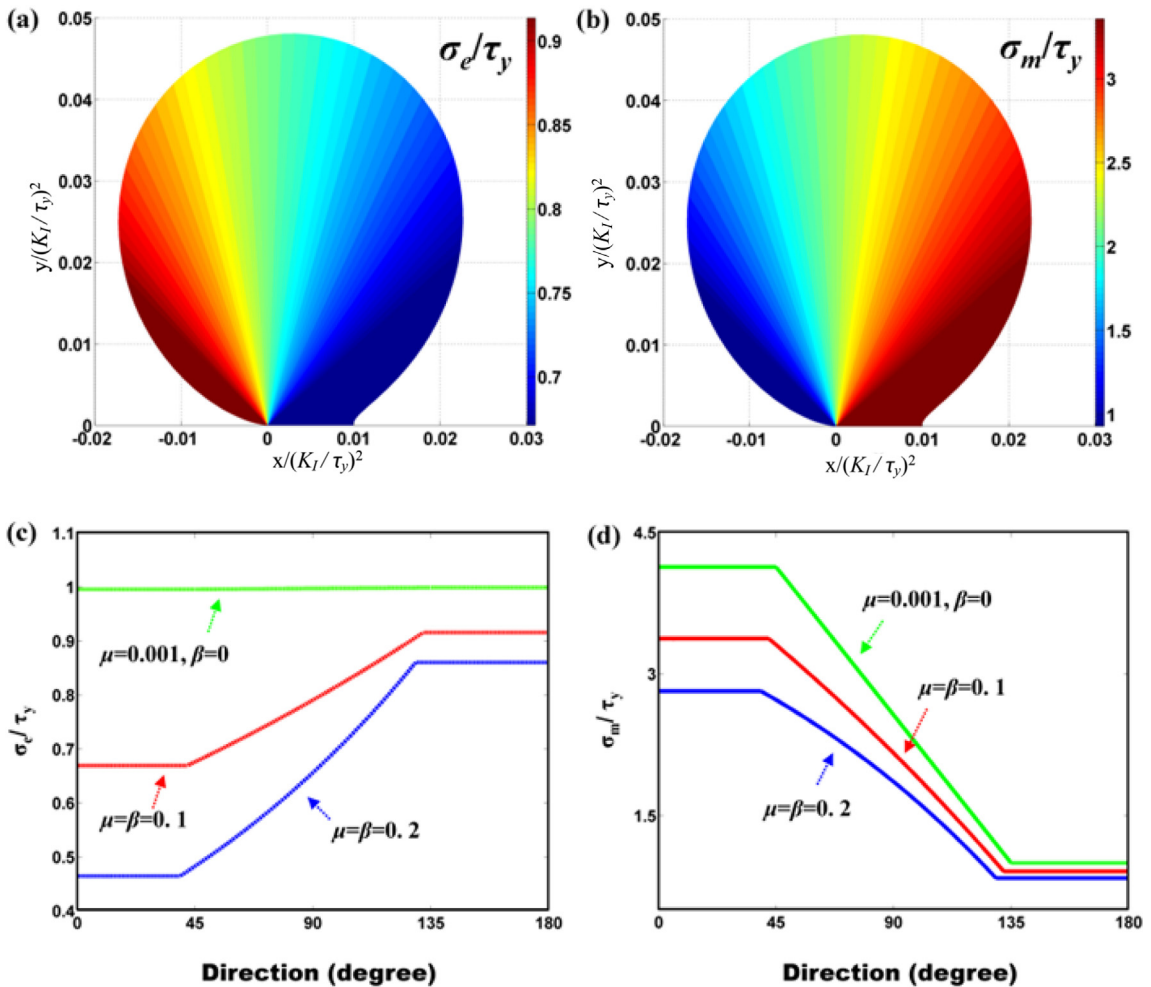 (a)
σe/τy
0.05
0.04
0.03
0.02
0.01
0
y/(KI/τy)²
-0.02 -0.01 0 0.01 0.02 0.03
x/(KI/τy)²
0.9
0.85
0.8
0.75
0.7
(b)
σm/τy
0.05
0.04
0.03
0.02
0.01
0
y/(KI/τy)²
-0.02 -0.01 0 0.01 0.02 0.03
x/(KI/τy)²
3
2.5
2
1.5
1
(c)
1.1
1
0.9
0.8
0.7
0.6
0.5
0.4
σe/τy
μ=0.001, β=0
μ=β=0. 1
μ=β=0. 2
0 45 90 135 180
Direction (degree)
(d)
4.5
3
1.5
σm/τy
μ=0.001, β=0
μ=β=0. 1
μ=β=0. 2
0 45 90 135 180
Direction (degree)